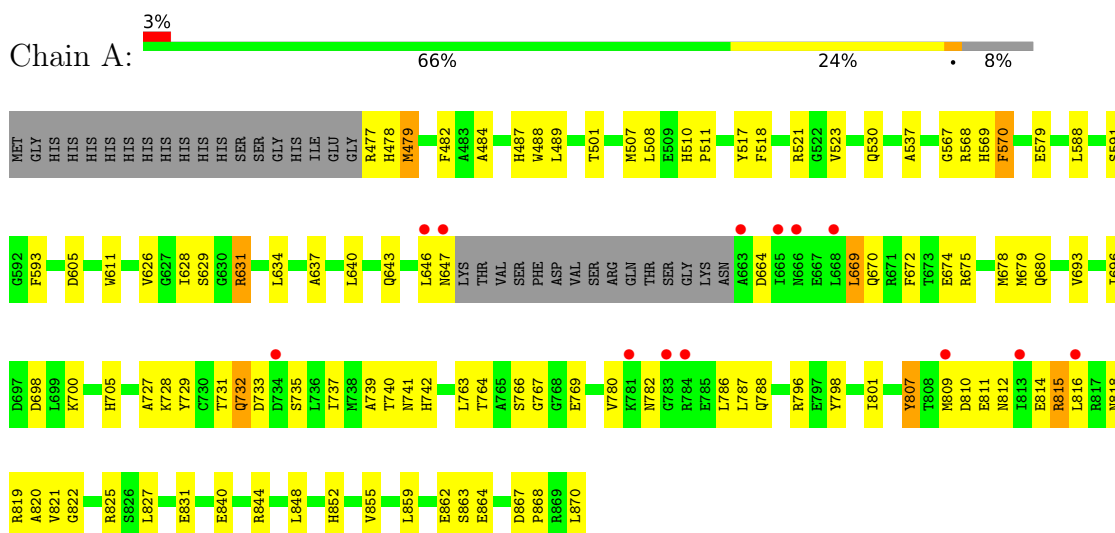 Chain A:
3%
66% 24% • 8%
MET GLY HIS HIS HIS HIS HIS HIS HIS HIS HIS HIS SER SER GLY HIS ILE GLU GLY R477 H478 M479 F482 A483 A484 H487 W488 L489 T501 M507 L508 E509 H510 P511 Y517 F518 R521 G522 V523 Q530 A537 G567 R568 H569 F570 E579 L588 S591
G592 F593 D605 W611 V626 G627 I628 S629 G630 R631 L634 A637 L640 Q643 L646 N647 LYS THR VAL SER PHE ASP VAL SER ARG GLN THR SER GLY LYS ASN A663 D664 I665 N666 E667 L668 L669 Q670 R671 F672 T673 E674 R675 M678 M679 Q680 V693 I696
D697 D698 L699 K700 H705 A727 K728 Y729 C730 T731 Q732 D733 D734 S735 L736 I737 M738 A739 T740 N741 H742 L763 T764 A765 S766 G767 G768 E769 V780 K781 N782 G783 R784 E785 L786 L787 Q788 R796 E797 Y798 I801 Y807 T808 M809 D810 E811 N812 I813 E814 R815 L816 R817 N818
R819 A820 V821 G822 R825 S826 L827 E831 E840 R844 L848 H852 V855 L859 E862 S863 E864 D867 P868 R869 L870